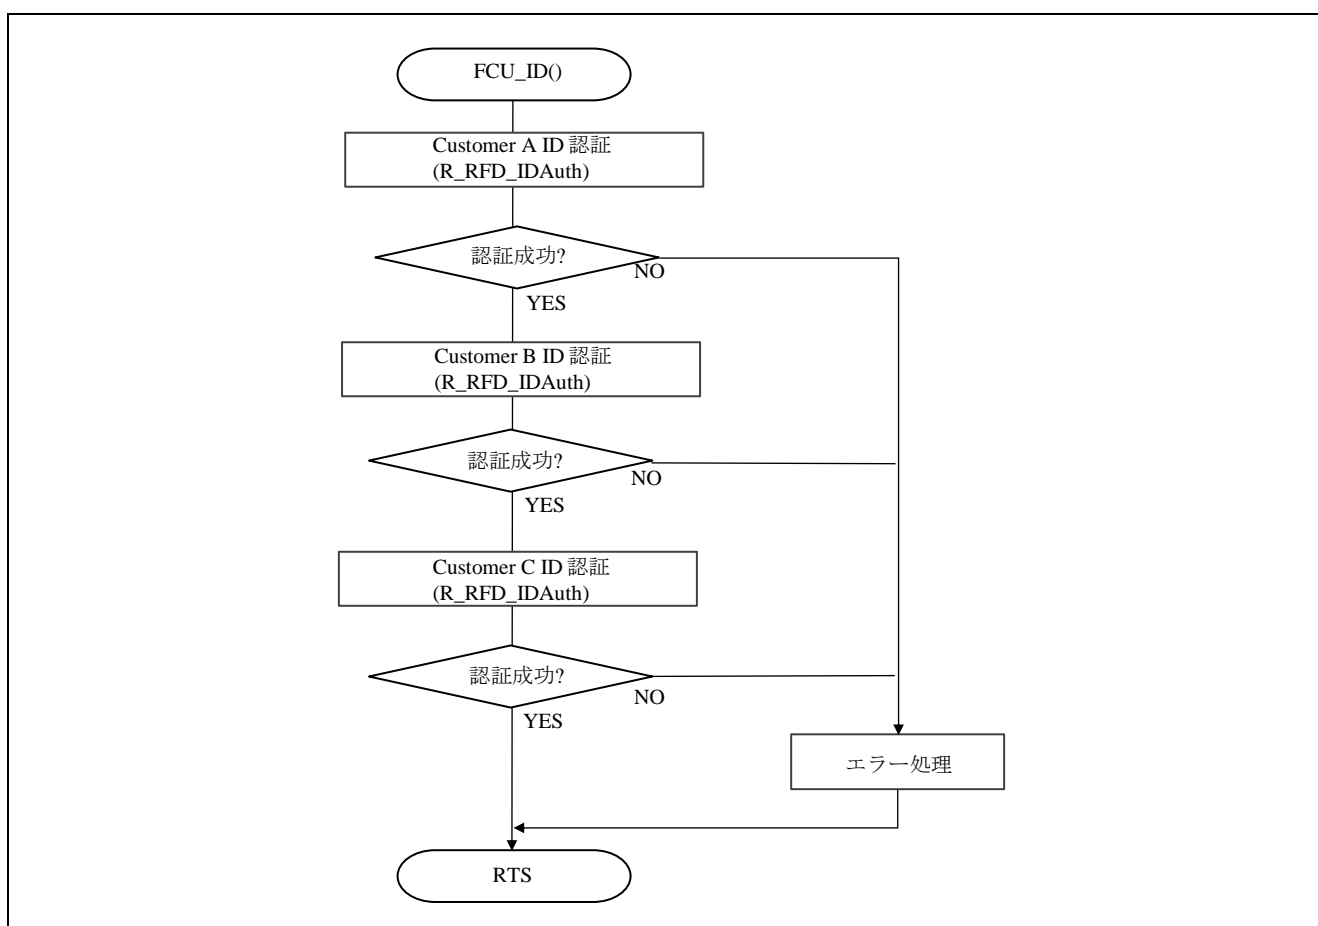 FCU_ID()
Customer A ID 認証
(R_RFD_IDAuth)
認証成功?
NO
YES
Customer B ID 認証
(R_RFD_IDAuth)
認証成功?
NO
YES
Customer C ID 認証
(R_RFD_IDAuth)
認証成功?
NO
YES
エラー処理
RTS